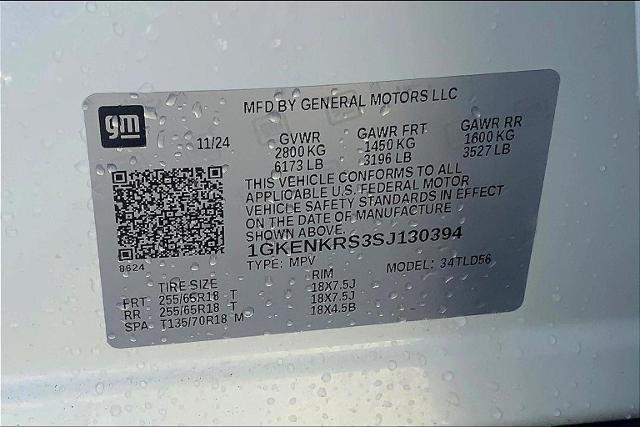 MFD BY GENERAL MOTORS LLC
gm
11/24 GVWR GAWR FRT GAWR RR
2800 KG 1450 KG 1600 KG
6173 LB 3196 LB 3527 LB
THIS VEHICLE CONFORMS TO ALL
APPLICABLE U.S. FEDERAL MOTOR
VEHICLE SAFETY STANDARDS IN EFFECT
ON THE DATE OF MANUFACTURE
SHOWN ABOVE.
8624
1GKENKRS3SJ130394
TYPE: MPV MODEL: 34TLD56
TIRE SIZE RIM
FRT 255/65R18 T 18X7.5J
RR 255/65R18 T 18X7.5J
SPA T135/70R18 M 18X4.5B